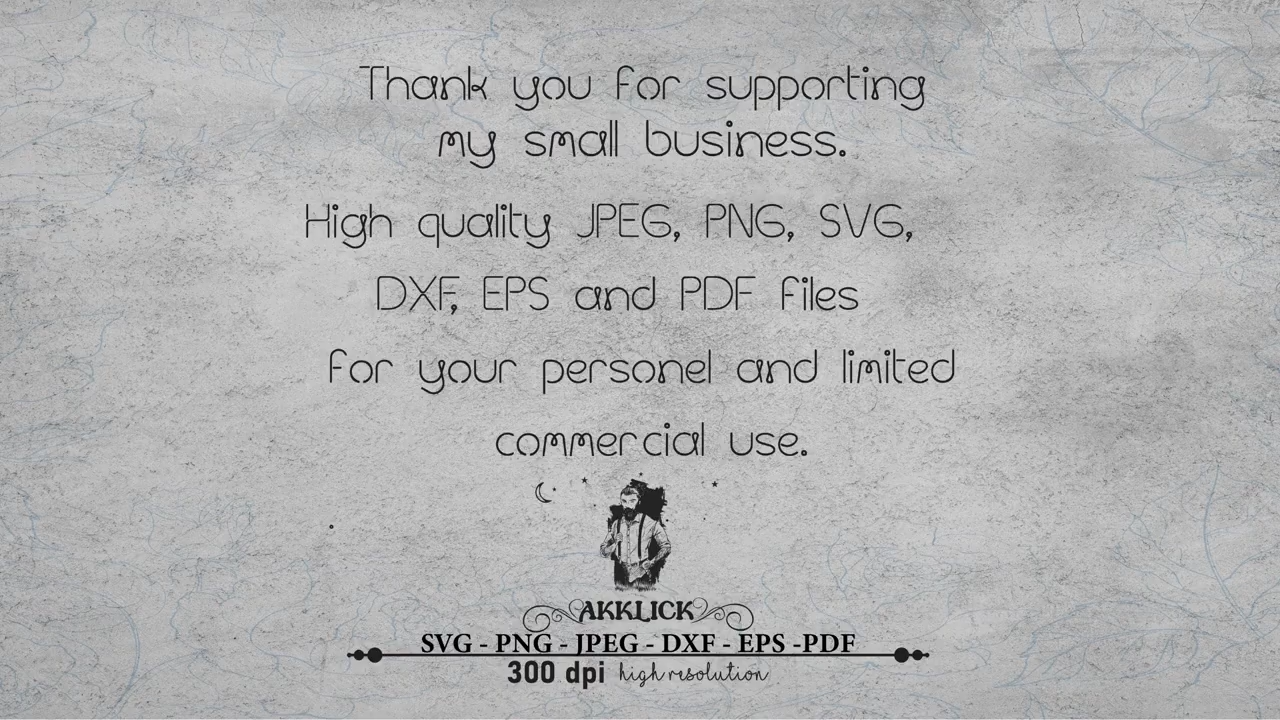 Thank you for supporting
my small business.
High quality JPEG, PNG, SVG,
DXF, EPS and PDF files
for your personel and limited
commercial use.
AKKLICK
SVG - PNG - JPEG - DXF - EPS -PDF
300 dpi high resolution